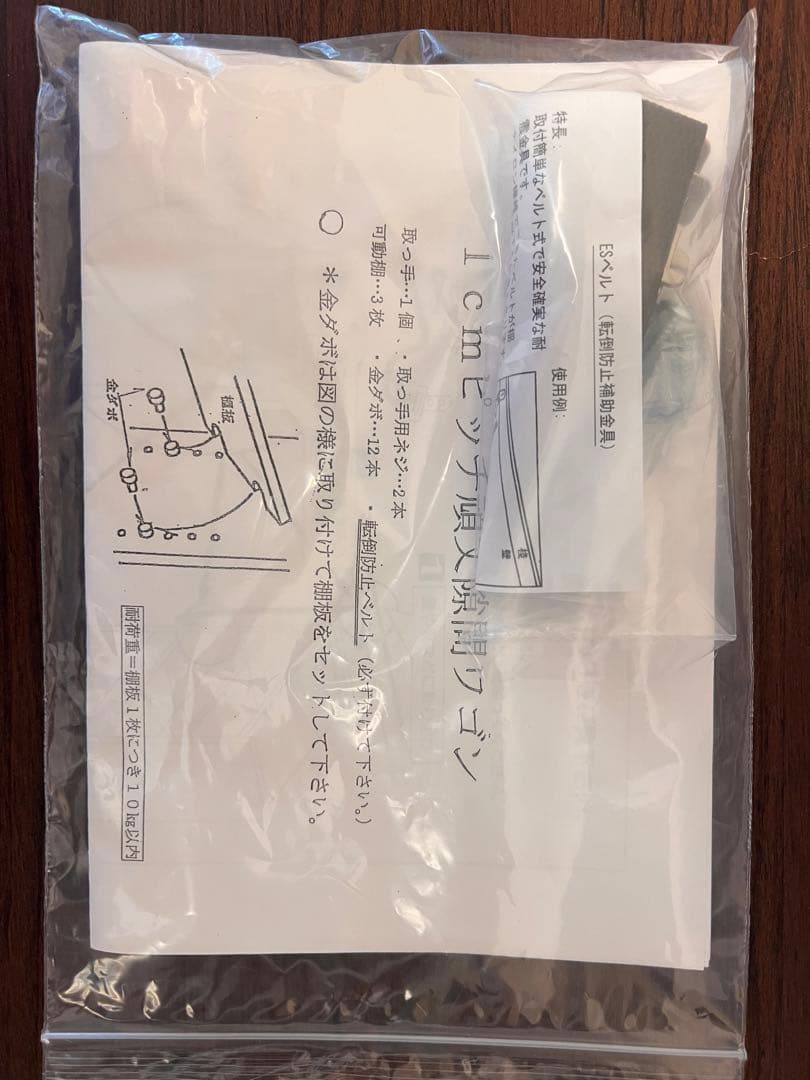 ESベルト（転倒防止補助金具）
特長：
取付簡単なベルト式で安全確実な耐
震金具です。
使用例：
壁
1cmピッチ順又隙間ワゴン
取っ手…1個、・取っ手用ネジ…2本
可動棚…3枚 ・金ダボ…12本 ・転倒防止ベルト（必ず付けて下さい。）
○ ＊金ダボは図の様に取り付けて棚板をセットして下さい。
棚板
金ダボ
耐荷重＝棚板1枚につき10kg以内